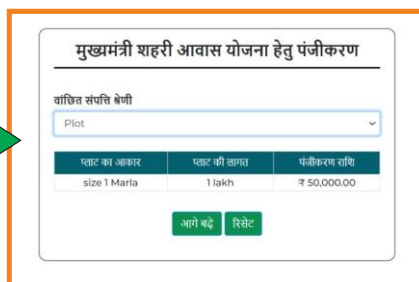 मुख्यमंत्री शहरी आवास योजना हेतु पंजीकरण
वांछित संपत्ति श्रेणी
Plot
प्लाट का आकार प्लाट की लागत पंजीकरण राशि
size 1 Marla 1 lakh ₹ 50,000.00
आगे बढ़े रिसेट